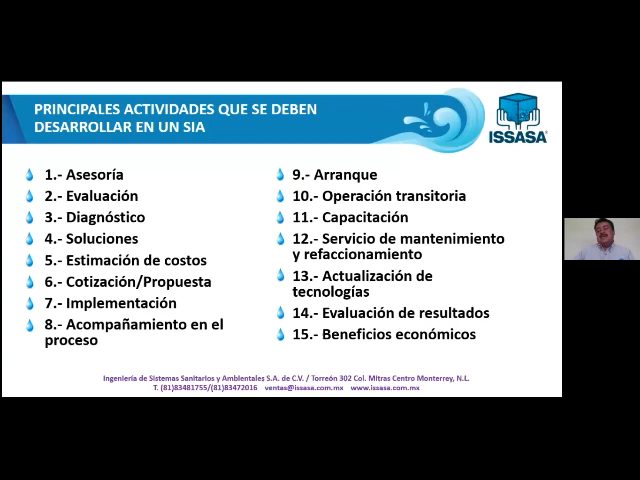 PRINCIPALES ACTIVIDADES QUE SE DEBEN
DESARROLLAR EN UN SIA
ISSASA
1.- Asesoría
2.- Evaluación
3.- Diagnóstico
4.- Soluciones
5.- Estimación de costos
6.- Cotización/Propuesta
7.- Implementación
8.- Acompañamiento en el
proceso
9.- Arranque
10.- Operación transitoria
11.- Capacitación
12.- Servicio de mantenimiento
y refaccionamiento
13.- Actualización de
tecnologías
14.- Evaluación de resultados
15.- Beneficios económicos
Ingeniería de Sistemas Sanitarios y Ambientales S.A. de C.V. / Torreón 302 Col. Mitras Centro Monterrey, N.L.
T. (81)83481755/(81)83472016 ventas@issasa.com.mx www.issasa.com.mx